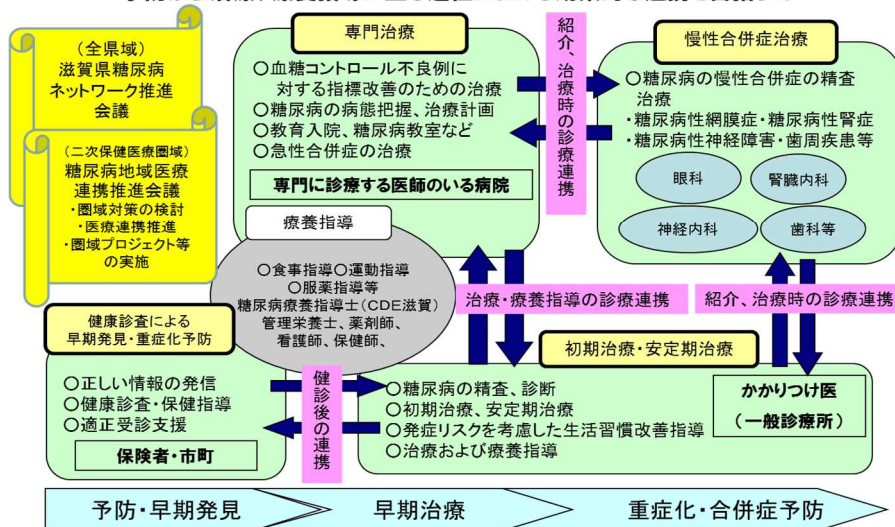 （全県域）
滋賀県糖尿病
ネットワーク推進
会議
（二次保健医療圏域）
糖尿病地域医療
連携推進会議
・圏域対策の検討
・医療連携推進
・圏域プロジェクト等
の実施
専門治療
○血糖コントロール不良例に
対する指標改善のための治療
○糖尿病の病態把握、治療計画
○教育入院、糖尿病教室など
○急性合併症の治療
専門に診療する医師のいる病院
紹介、治療時の診療連携
慢性合併症治療
○糖尿病の慢性合併症の精査
治療
・糖尿病性網膜症・糖尿病性腎症
・糖尿病性神経障害・歯周疾患等
眼科
腎臓内科
神経内科
歯科等
療養指導
○食事指導○運動指導
○服薬指導等
糖尿病療養指導士（CDE滋賀）
管理栄養士、薬剤師、
看護師、保健師、
治療・療養指導の診療連携
紹介、治療時の診療連携
健康診査による
早期発見・重症化予防
○正しい情報の発信
○健康診査・保健指導
○適正受診支援
保険者・市町
健診後の連携
初期治療・安定期治療
○糖尿病の精査、診断
○初期治療、安定期治療
○発症リスクを考慮した生活習慣改善指導
○治療および療養指導
かかりつけ医
（一般診療所）
予防・早期発見
早期治療
重症化・合併症予防